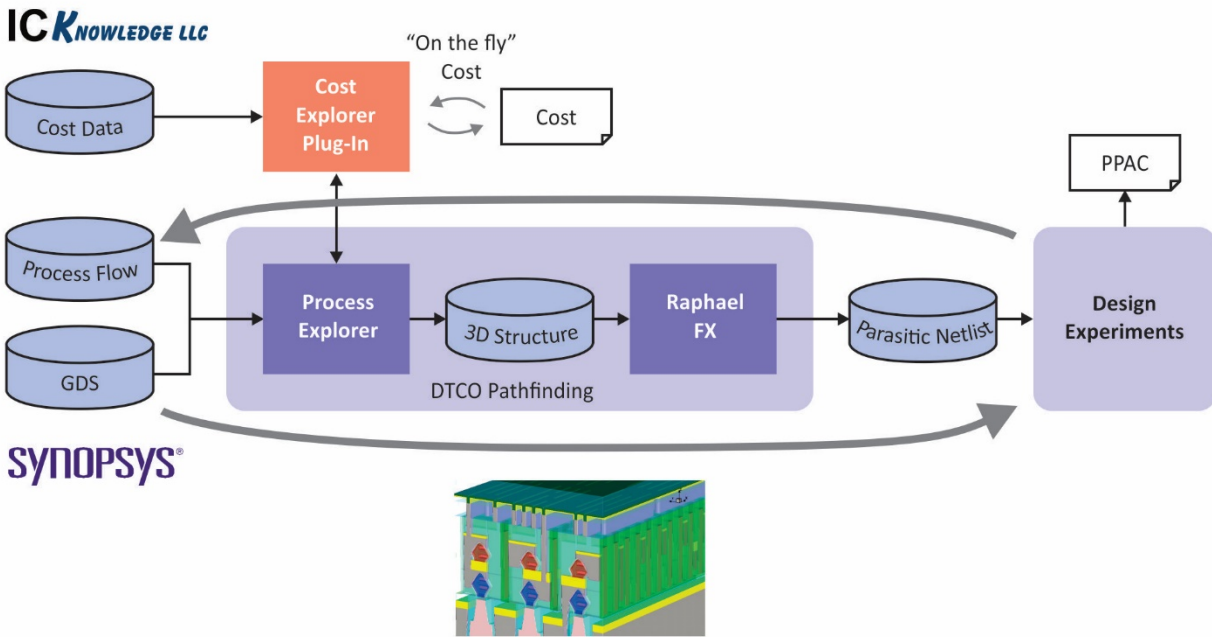 IC KNOWLEDGE LLC
“On the fly”
Cost
Cost Data
Cost
Explorer
Plug-In
Cost
PPAC
Process Flow
GDS
Process
Explorer
3D Structure
Raphael
FX
DTCO Pathfinding
Parasitic Netlist
Design
Experiments
SYNOPSYS®